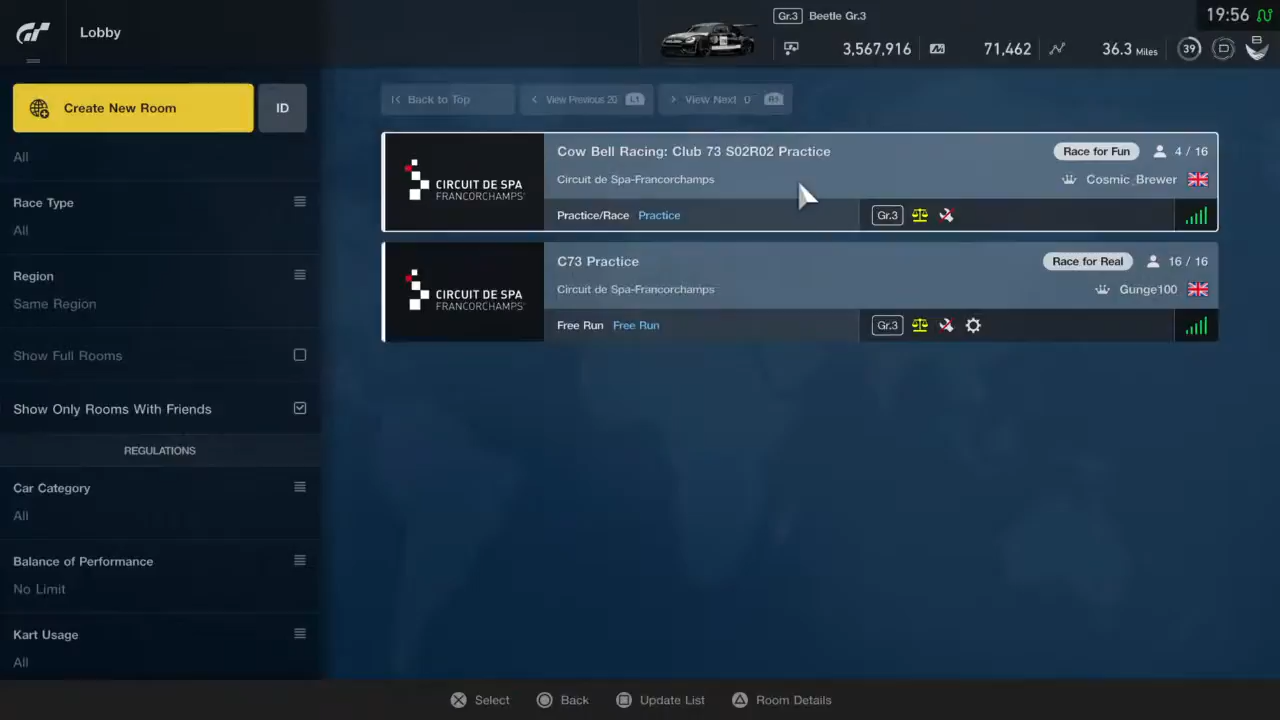 Lobby
Gr.3 Beetle Gr.3
19:56
3,567,916
71,462
36.3 Miles
39
D
B
Create New Room
ID
All
Race Type
All
Region
Same Region
Show Full Rooms
Show Only Rooms With Friends
REGULATIONS
Car Category
All
Balance of Performance
No Limit
Kart Usage
All
Back to Top
View Previous 20 L1
View Next 0 R1
CIRCUIT DE SPA
FRANCORCHAMPS
Cow Bell Racing: Club 73 S02R02 Practice
Race for Fun
4 / 16
Circuit de Spa-Francorchamps
Cosmic_Brewer
Practice/Race Practice
Gr.3
CIRCUIT DE SPA
FRANCORCHAMPS
C73 Practice
Race for Real
16 / 16
Circuit de Spa-Francorchamps
Gunge100
Free Run Free Run
Gr.3
Select
Back
Update List
Room Details